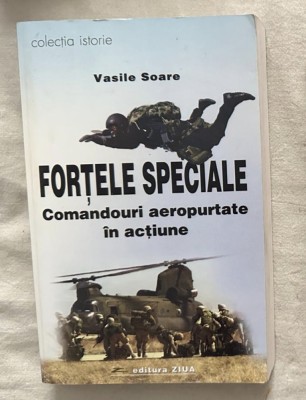 colecția istorie
Vasile Soare
FORȚELE SPECIALE
Comandouri aeropurtate
în acțiune
editura ZIUA